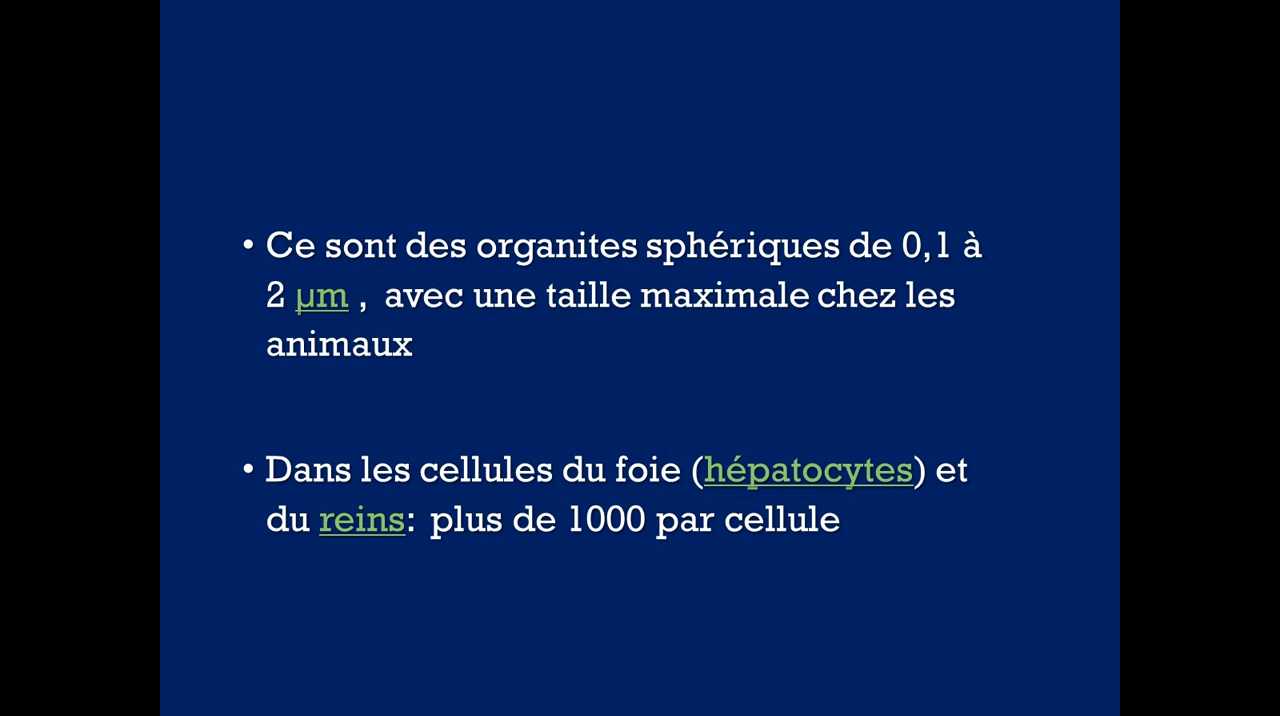 • Ce sont des organites sphériques de 0,1 à
2 µm , avec une taille maximale chez les
animaux
• Dans les cellules du foie (hépatocytes) et
du reins: plus de 1000 par cellule